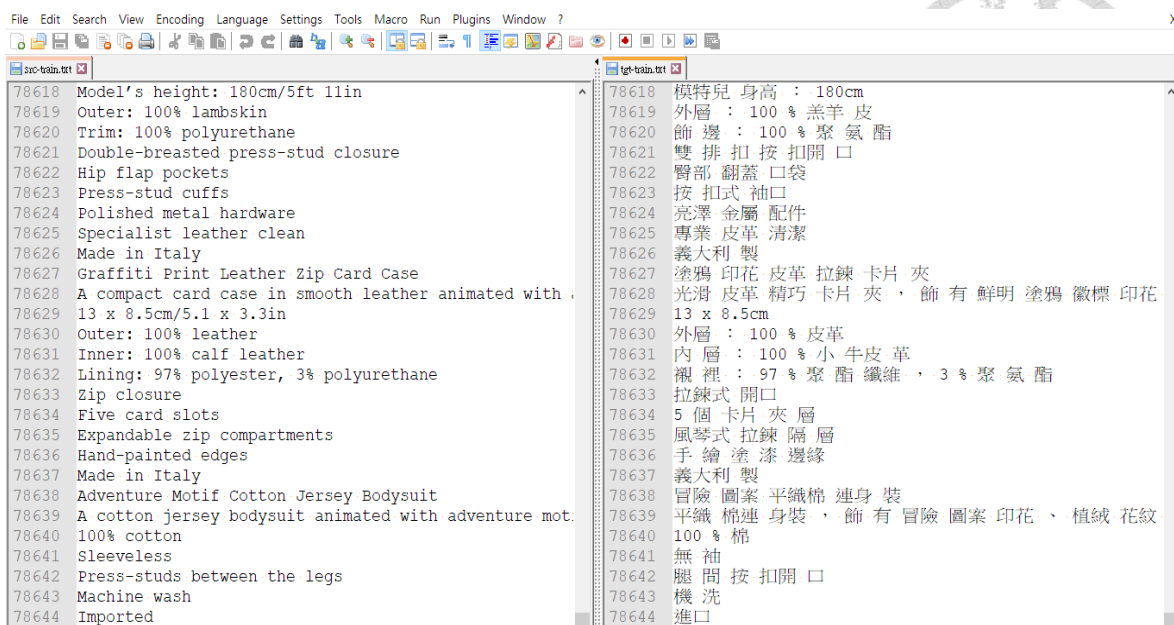 File Edit Search View Encoding Language Settings Tools Macro Run Plugins Window ?
src-train.txt
78618 Model's height: 180cm/5ft 11in
78619 Outer: 100% lambskin
78620 Trim: 100% polyurethane
78621 Double-breasted press-stud closure
78622 Hip flap pockets
78623 Press-stud cuffs
78624 Polished metal hardware
78625 Specialist leather clean
78626 Made in Italy
78627 Graffiti Print Leather Zip Card Case
78628 A compact card case in smooth leather animated with
78629 13 x 8.5cm/5.1 x 3.3in
78630 Outer: 100% leather
78631 Inner: 100% calf leather
78632 Lining: 97% polyester, 3% polyurethane
78633 Zip closure
78634 Five card slots
78635 Expandable zip compartments
78636 Hand-painted edges
78637 Made in Italy
78638 Adventure Motif Cotton Jersey Bodysuit
78639 A cotton jersey bodysuit animated with adventure mot
78640 100% cotton
78641 Sleeveless
78642 Press-studs between the legs
78643 Machine wash
78644 Imported
tgt-train.txt
78618 模特兒 身高 : 180cm
78619 外層 : 100 % 羔羊 皮
78620 飾 邊 : 100 % 聚 氨 酯
78621 雙 排 扣 按 扣開 口
78622 臀部 翻蓋 口袋
78623 按 扣式 袖口
78624 亮澤 金屬 配件
78625 專業 皮革 清潔
78626 義大利 製
78627 塗鴉 印花 皮革 拉鍊 卡片 夾
78628 光滑 皮革 精巧 卡片 夾 , 飾 有 鮮明 塗鴉 徽標 印花
78629 13 x 8.5cm
78630 外層 : 100 % 皮革
78631 內 層 : 100 % 小 牛皮 革
78632 襯 裡 : 97 % 聚 酯 纖維 , 3 % 聚 氨 酯
78633 拉鍊式 開口
78634 5 個 卡片 夾 層
78635 風琴式 拉鍊 隔 層
78636 手 繪 塗 漆 邊緣
78637 義大利 製
78638 冒險 圖案 平織棉 連身 裝
78639 平織 棉連 身裝 , 飾 有 冒險 圖案 印花 、 植絨 花紋
78640 100 % 棉
78641 無 袖
78642 腿 間 按 扣開 口
78643 機 洗
78644 進口